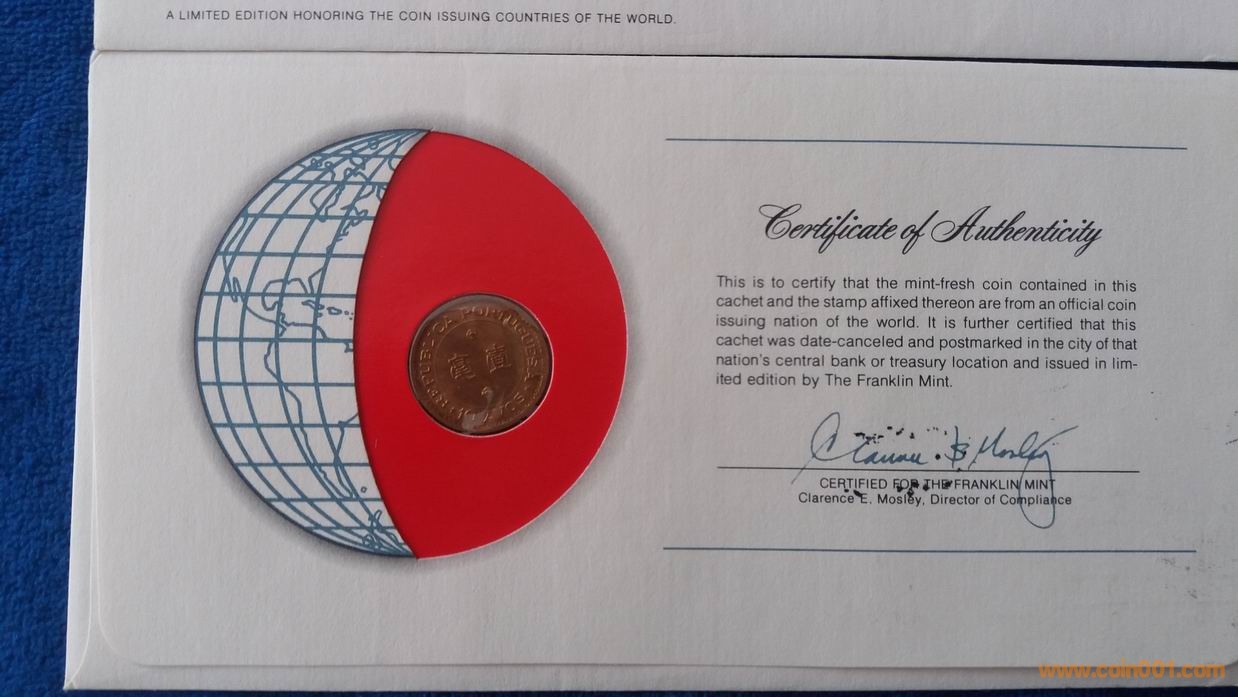 A LIMITED EDITION HONORING THE COIN ISSUING COUNTRIES OF THE WORLD.
REPUBLICA PORTUGUESA
Certificate of Authenticity
This is to certify that the mint-fresh coin contained in this
cachet and the stamp affixed thereon are from an official coin
issuing nation of the world. It is further certified that this
cachet was date-canceled and postmarked in the city of that
nation's central bank or treasury location and issued in lim-
ited edition by The Franklin Mint.
CERTIFIED FOR THE FRANKLIN MINT
Clarence E. Mosley, Director of Compliance
www.coin001.com